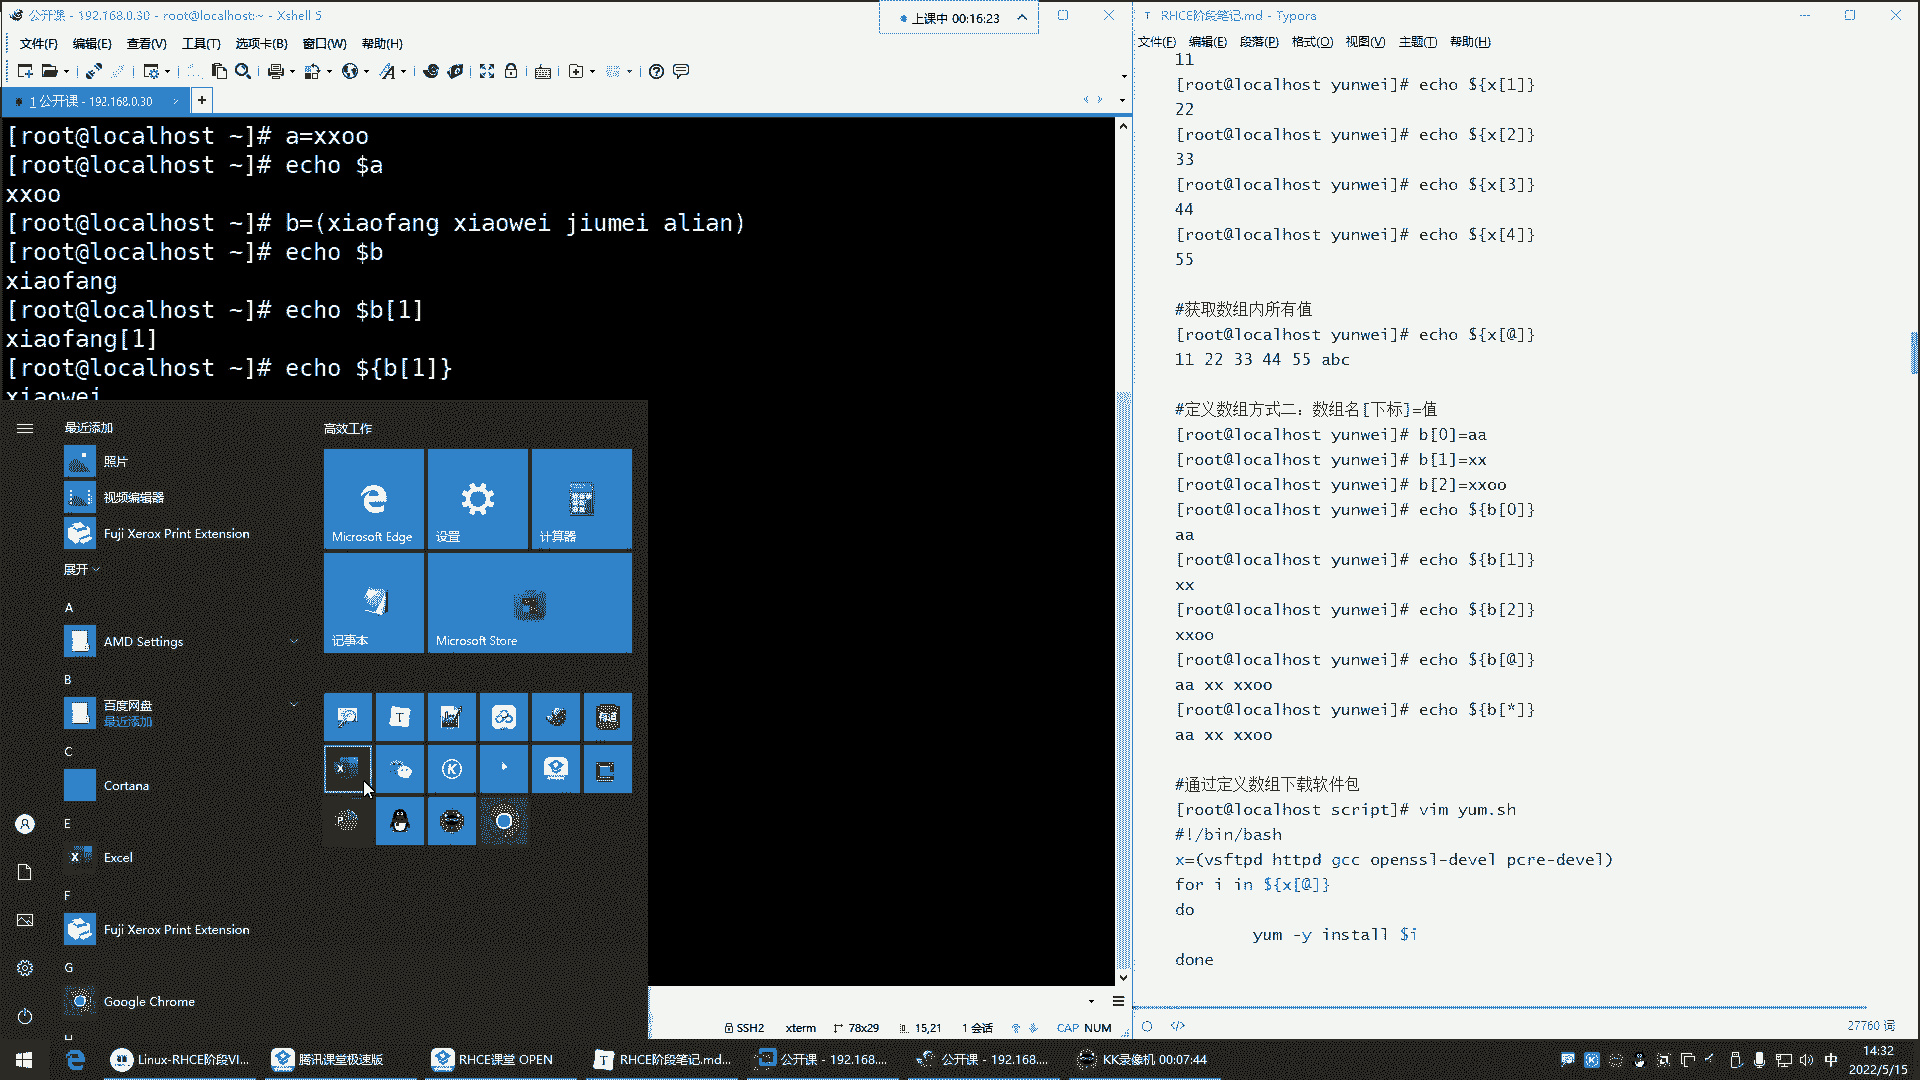 公开课 - 192.168.0.30 - root@localhost:~ - Xshell 5
上课中 00:16:23
文件(F) 编辑(E) 查看(V) 工具(T) 选项卡(B) 窗口(W) 帮助(H)
1 公开课 - 192.168.0.30
[root@localhost ~]# a=xxoo
[root@localhost ~]# echo $a
xxoo
[root@localhost ~]# b=(xiaofang xiaowei jiumei alian)
[root@localhost ~]# echo $b
xiaofang
[root@localhost ~]# echo $b[1]
xiaofang[1]
[root@localhost ~]# echo ${b[1]}
xiaowei
最近添加
照片
视频编辑器
Fuji Xerox Print Extension
展开
A
AMD Settings
B
百度网盘
最近添加
C
Cortana
E
Excel
F
Fuji Xerox Print Extension
G
Google Chrome
高效工作
Microsoft Edge
设置
计算器
记事本
Microsoft Store
SSH2 xterm 78x29 15,21 1 会话 CAP NUM
RHCE阶段笔记.md - Typora
文件(F) 编辑(E) 段落(P) 格式(O) 视图(V) 主题(T) 帮助(H)
11
[root@localhost yunwei]# echo ${x[1]}
22
[root@localhost yunwei]# echo ${x[2]}
33
[root@localhost yunwei]# echo ${x[3]}
44
[root@localhost yunwei]# echo ${x[4]}
55
#获取数组内所有值
[root@localhost yunwei]# echo ${x[@]}
11 22 33 44 55 abc
#定义数组方式二：数组名[下标]=值
[root@localhost yunwei]# b[0]=aa
[root@localhost yunwei]# b[1]=xx
[root@localhost yunwei]# b[2]=xxoo
[root@localhost yunwei]# echo ${b[0]}
aa
[root@localhost yunwei]# echo ${b[1]}
xx
[root@localhost yunwei]# echo ${b[2]}
xxoo
[root@localhost yunwei]# echo ${b[@]}
aa xx xxoo
[root@localhost yunwei]# echo ${b[*]}
aa xx xxoo
#通过定义数组下载软件包
[root@localhost script]# vim yum.sh
#!/bin/bash
x=(vsftpd httpd gcc openssl-devel pcre-devel)
for i in ${x[@]}
do
yum -y install $i
done
27760 词
Linux-RHCE阶段VI... 腾讯课堂极速版 RHCE课堂 OPEN RHCE阶段笔记.md... 公开课 - 192.168.... 公开课 - 192.168.... KK录像机 00:07:44
中
14:32
2022/5/15